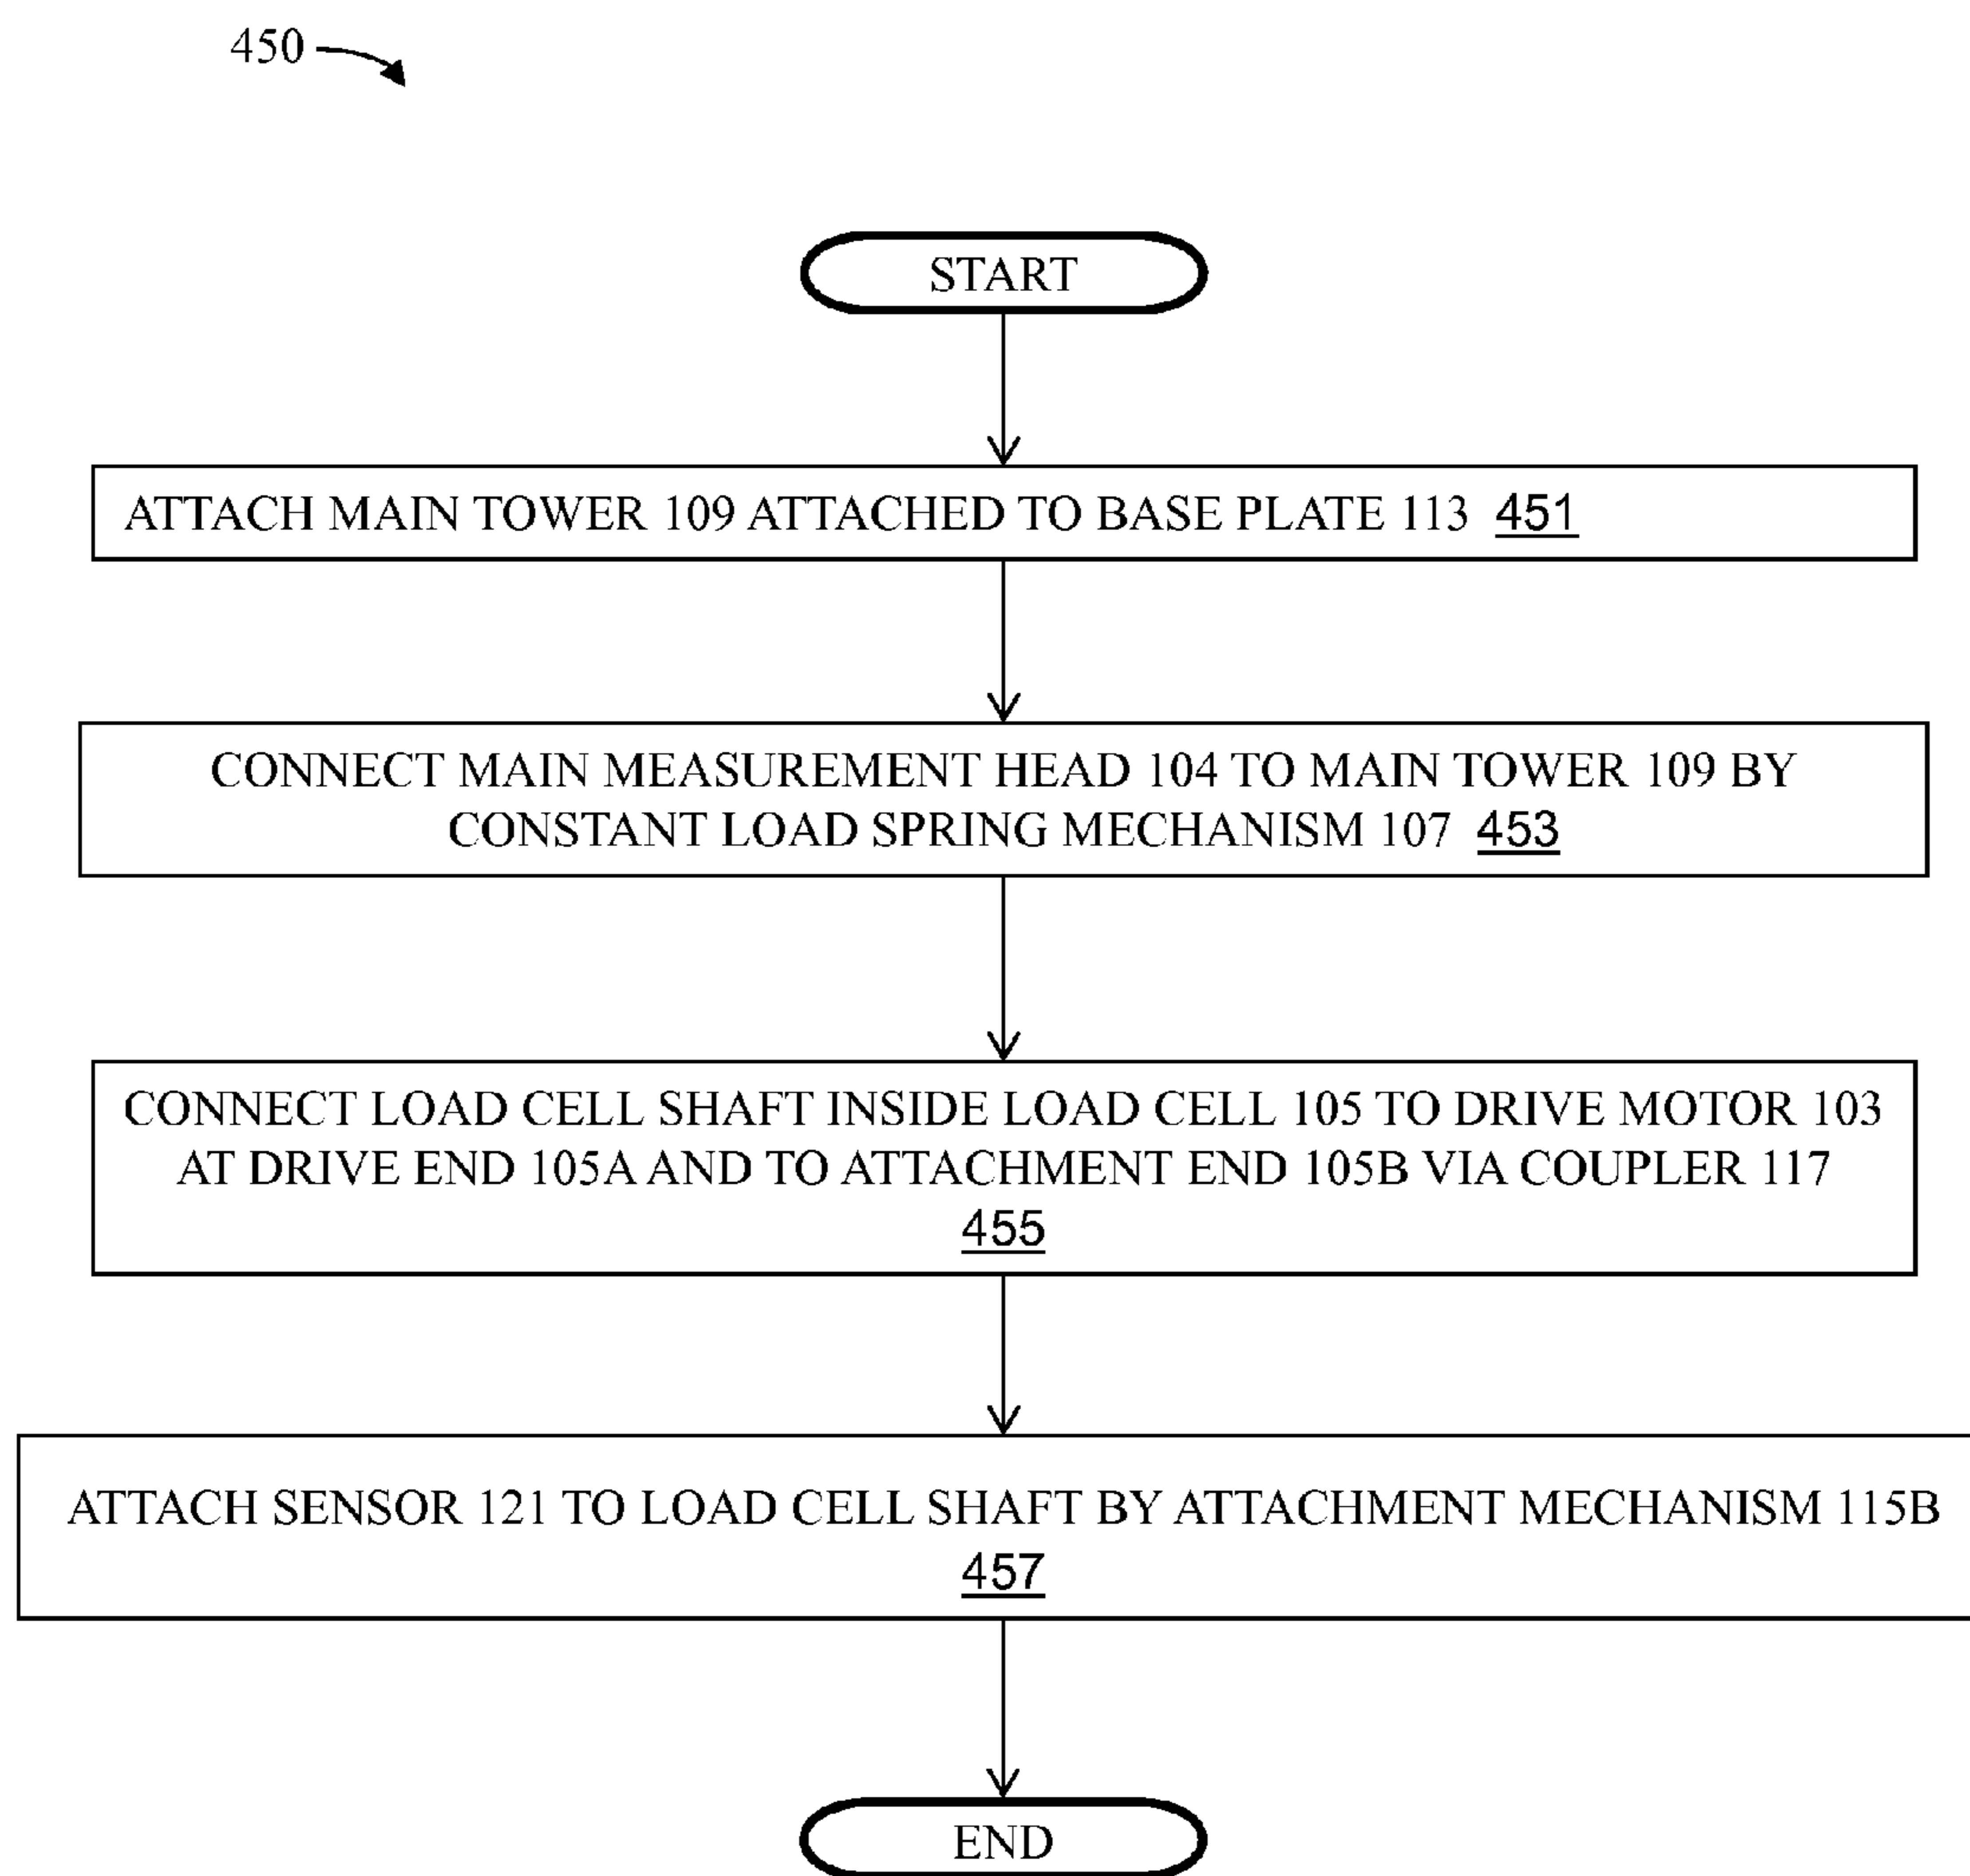 450
START
ATTACH MAIN TOWER 109 ATTACHED TO BASE PLATE 113 451
CONNECT MAIN MEASUREMENT HEAD 104 TO MAIN TOWER 109 BY
CONSTANT LOAD SPRING MECHANISM 107 453
CONNECT LOAD CELL SHAFT INSIDE LOAD CELL 105 TO DRIVE MOTOR 103
AT DRIVE END 105A AND TO ATTACHMENT END 105B VIA COUPLER 117
455
ATTACH SENSOR 121 TO LOAD CELL SHAFT BY ATTACHMENT MECHANISM 115B
457
END